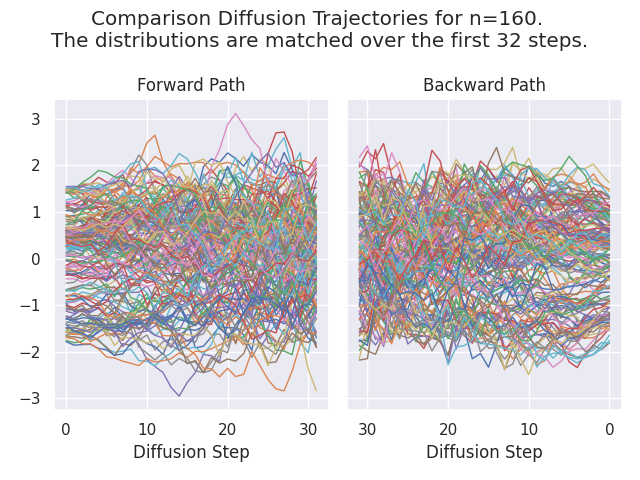 Comparison Diffusion Trajectories for n=160.
The distributions are matched over the first 32 steps.
Forward Path
Backward Path
3
2
1
0
−1
−2
−3
0
10
20
30
30
20
10
0
Diffusion Step
Diffusion Step